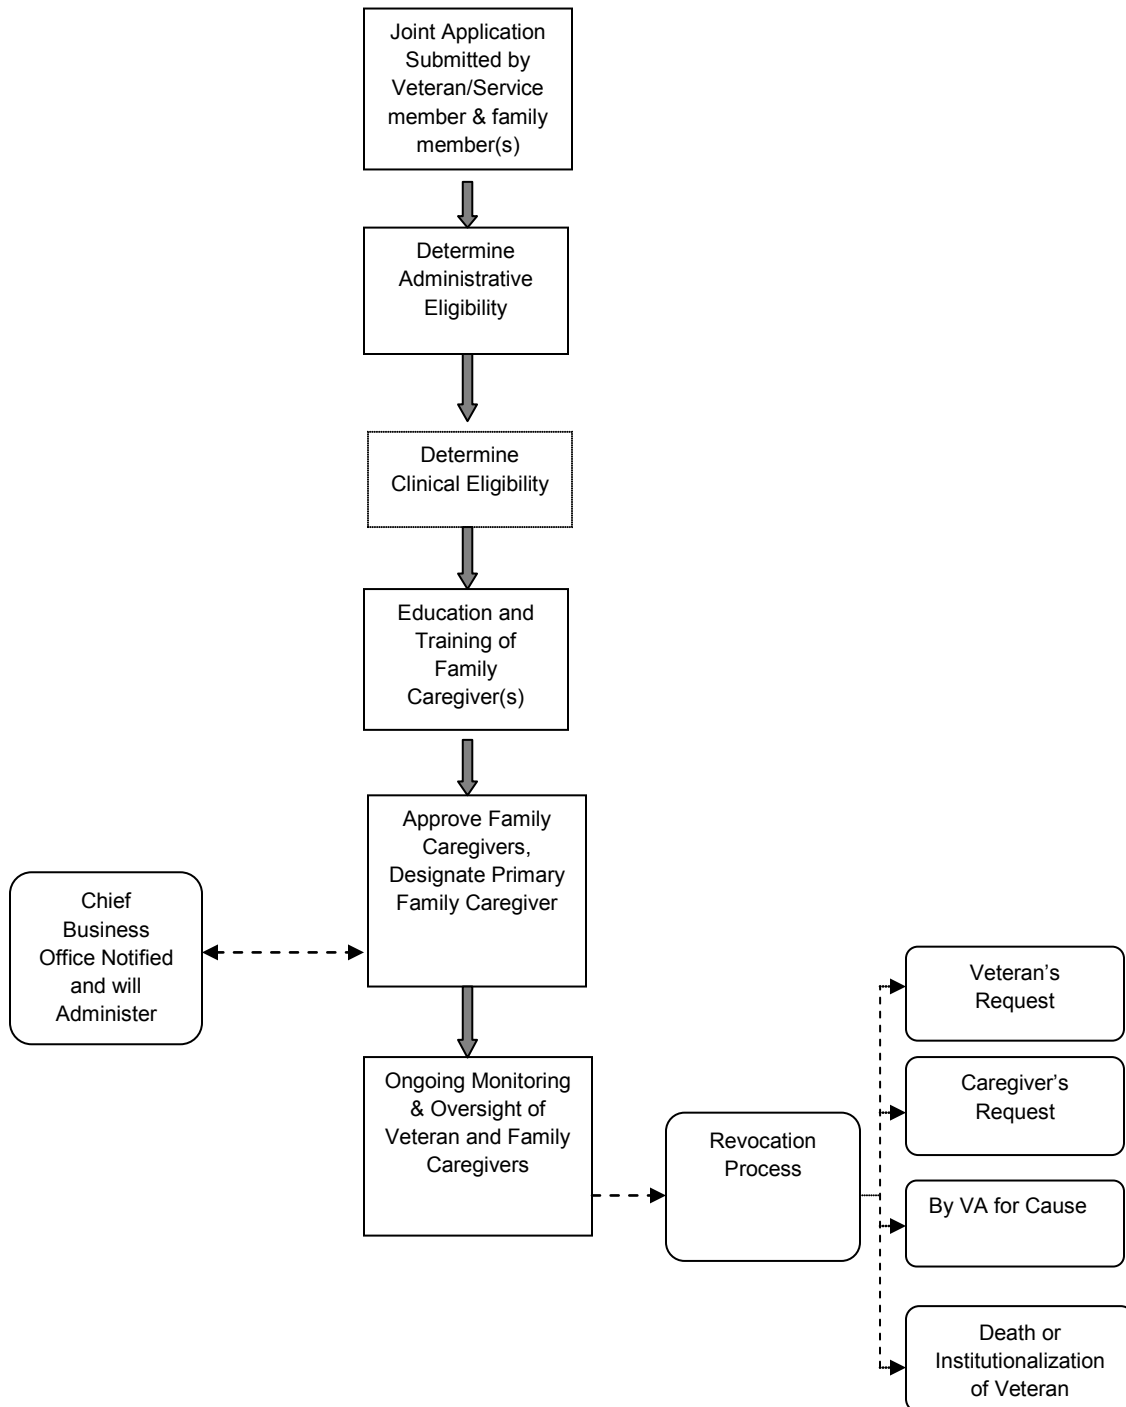 Joint Application
Submitted by
Veteran/Service
member & family
member(s)
Determine
Administrative
Eligibility
Determine
Clinical Eligibility
Education and
Training of
Family
Caregiver(s)
Approve Family
Caregivers,
Designate Primary
Family Caregiver
Chief
Business
Office Notified
and will
Administer
Ongoing Monitoring
& Oversight of
Veteran and Family
Caregivers
Revocation
Process
Veteran’s
Request
Caregiver’s
Request
By VA for Cause
Death or
Institutionalization
of Veteran